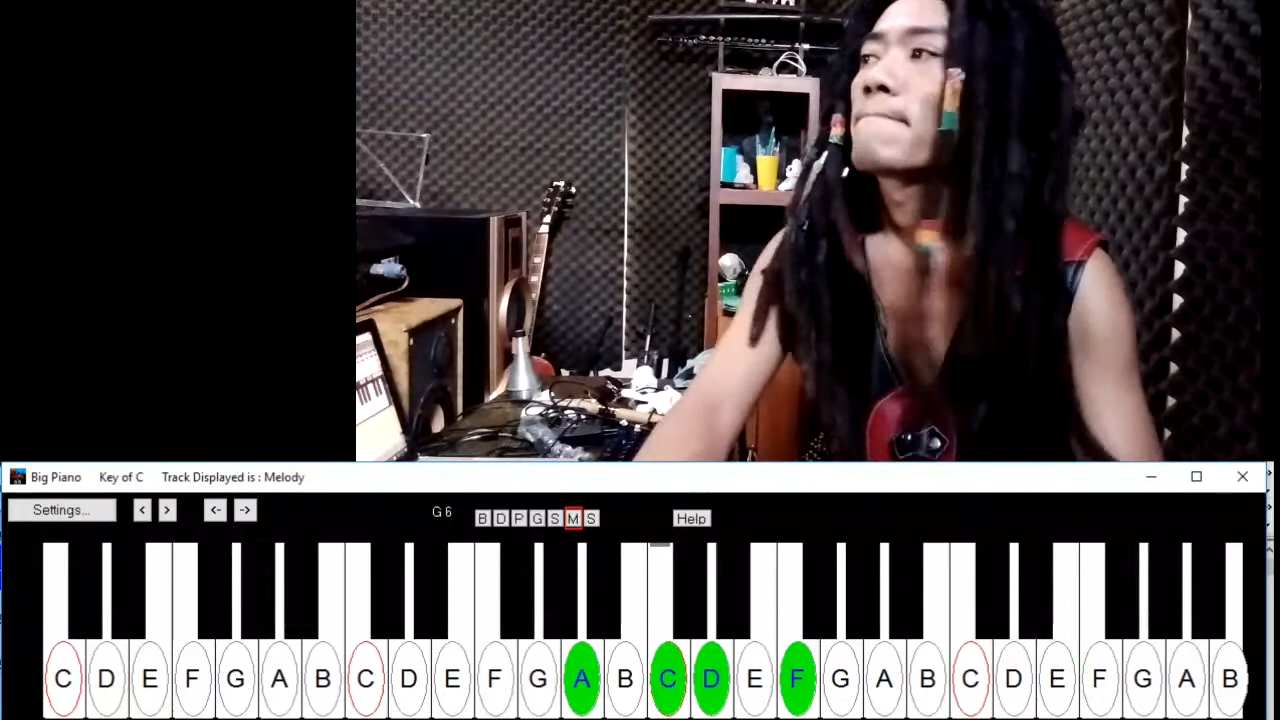 Big Piano Key of C Track Displayed is : Melody
Settings... < > <- -> G 6 B D P G S M S Help
C D E F G A B C D E F G A B C D E F G A B C D E F G A B